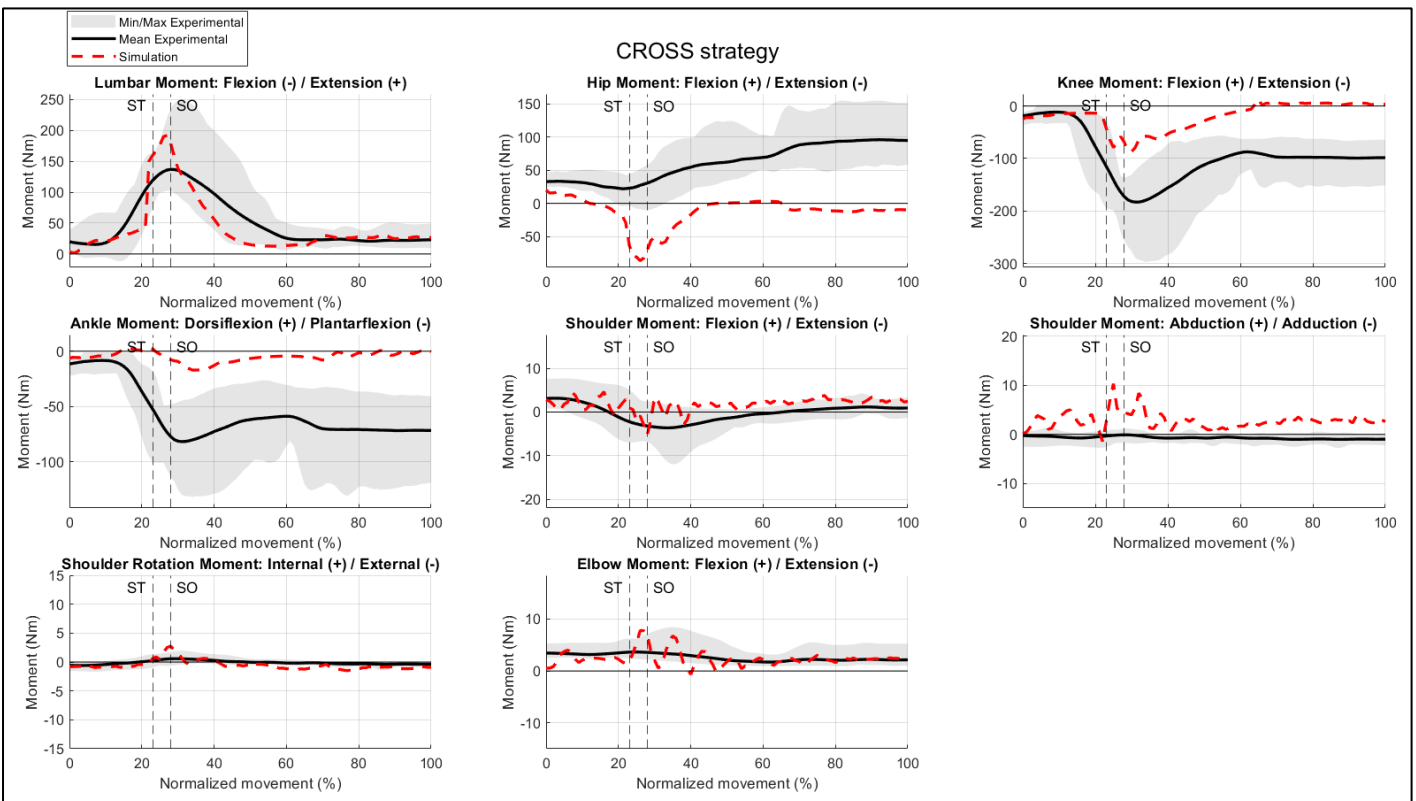 Min/Max Experimental
Mean Experimental
Simulation
CROSS strategy
Lumbar Moment: Flexion (-) / Extension (+)
ST
SO
250
200
150
100
50
0
Moment (Nm)
0 20 40 60 80 100
Normalized movement (%)
Hip Moment: Flexion (+) / Extension (-)
ST
SO
150
100
50
0
-50
Moment (Nm)
0 20 40 60 80 100
Normalized movement (%)
Knee Moment: Flexion (+) / Extension (-)
ST
SO
0
-100
-200
-300
Moment (Nm)
0 20 40 60 80 100
Normalized movement (%)
Ankle Moment: Dorsiflexion (+) / Plantarflexion (-)
ST
SO
0
-50
-100
Moment (Nm)
0 20 40 60 80 100
Normalized movement (%)
Shoulder Moment: Flexion (+) / Extension (-)
ST
SO
10
0
-10
-20
Moment (Nm)
0 20 40 60 80 100
Normalized movement (%)
Shoulder Moment: Abduction (+) / Adduction (-)
ST
SO
20
10
0
-10
Moment (Nm)
0 20 40 60 80 100
Normalized movement (%)
Shoulder Rotation Moment: Internal (+) / External (-)
ST
SO
15
10
5
0
-5
-10
-15
Moment (Nm)
0 20 40 60 80 100
Normalized movement (%)
Elbow Moment: Flexion (+) / Extension (-)
ST
SO
10
0
-10
Moment (Nm)
0 20 40 60 80 100
Normalized movement (%)